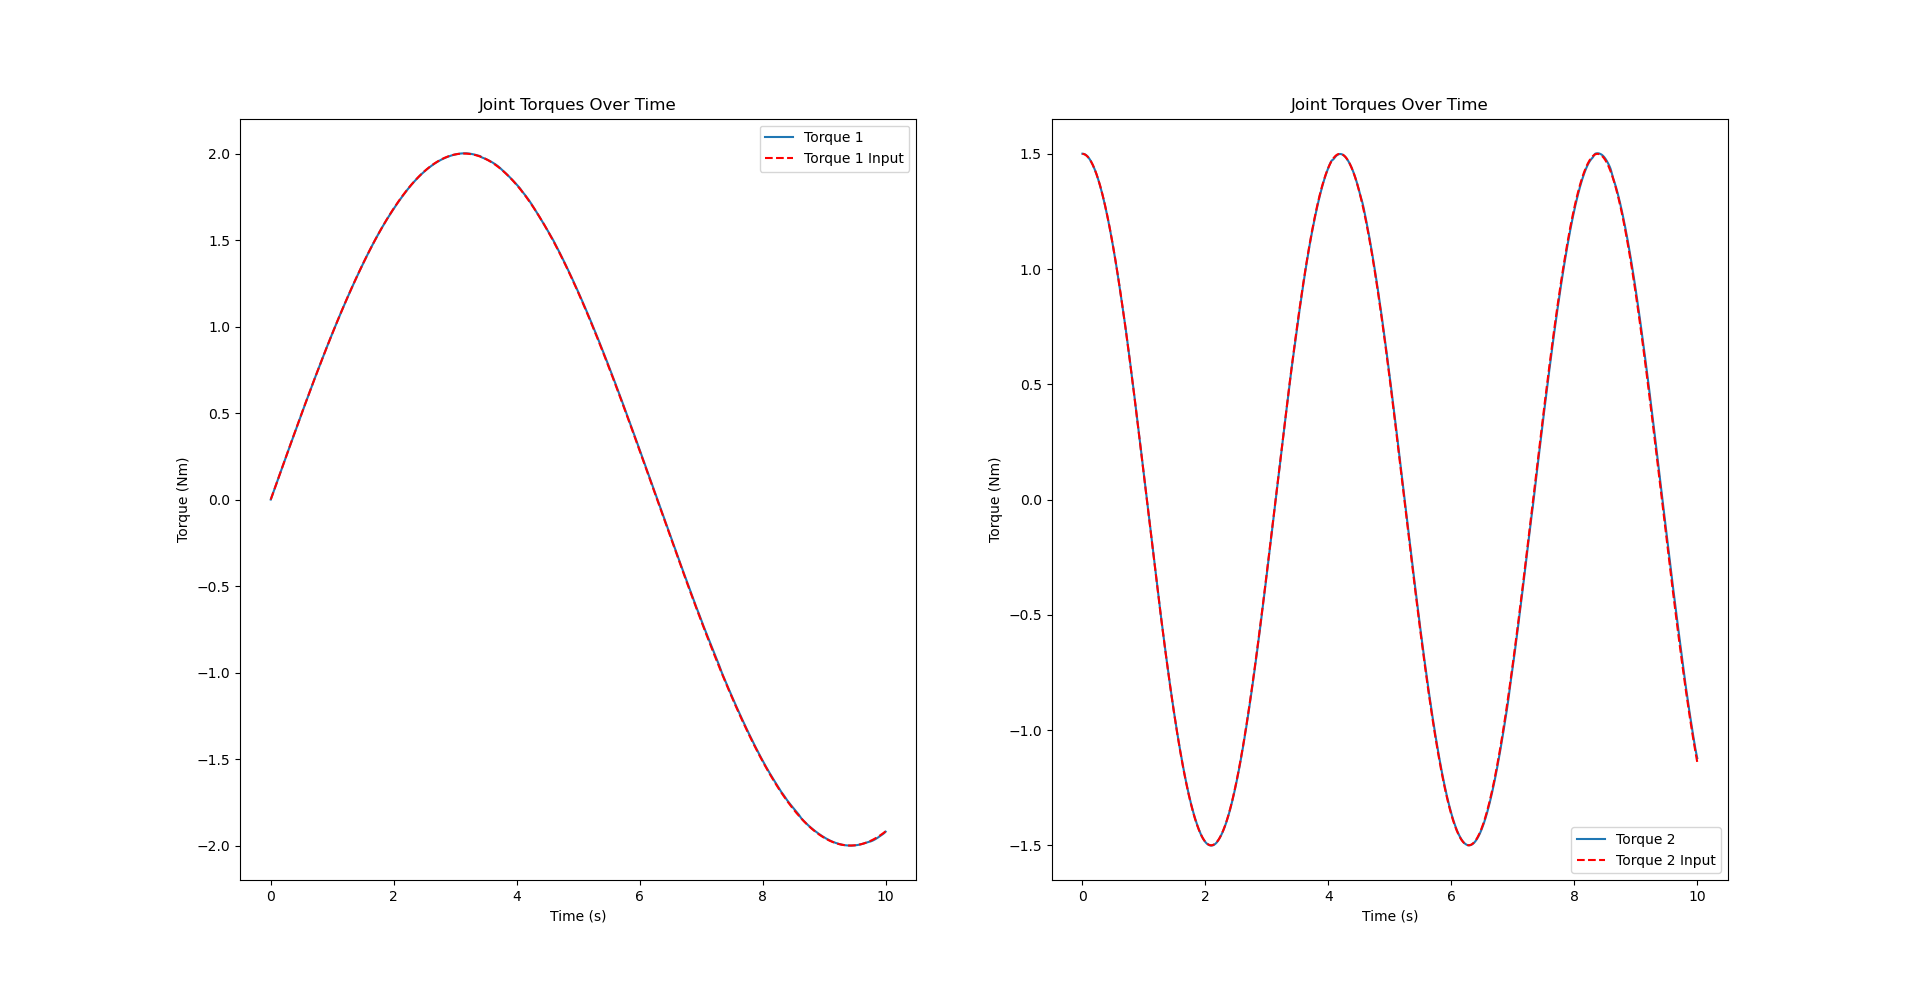 Joint Torques Over Time
Torque 1
Torque 1 Input
2.0
1.5
1.0
0.5
0.0
−0.5
−1.0
−1.5
−2.0
Torque (Nm)
0 2 4 6 8 10
Time (s)
Joint Torques Over Time
1.5
1.0
0.5
0.0
−0.5
−1.0
−1.5
Torque (Nm)
Torque 2
Torque 2 Input
0 2 4 6 8 10
Time (s)